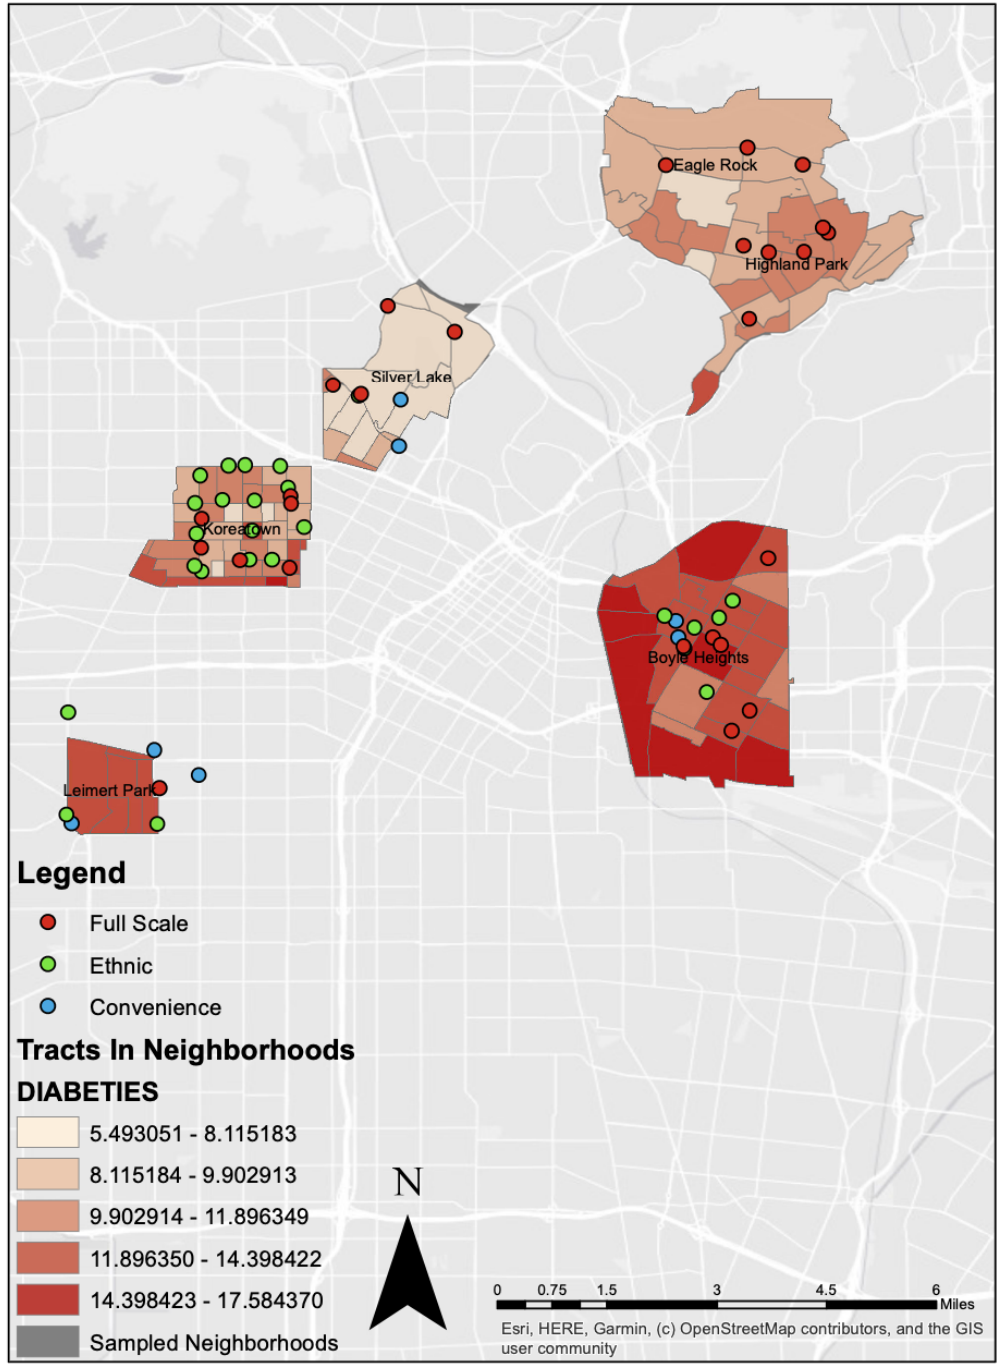 Eagle Rock
Highland Park
Silver Lake
Koreatown
Boyle Heights
Leimert Park
Legend
Full Scale
Ethnic
Convenience
Tracts In Neighborhoods
DIABETIES
5.493051 - 8.115183
8.115184 - 9.902913
9.902914 - 11.896349
11.896350 - 14.398422
14.398423 - 17.584370
Sampled Neighborhoods
N
0 0.75 1.5 3 4.5 6
Miles
Esri, HERE, Garmin, (c) OpenStreetMap contributors, and the GIS
user community